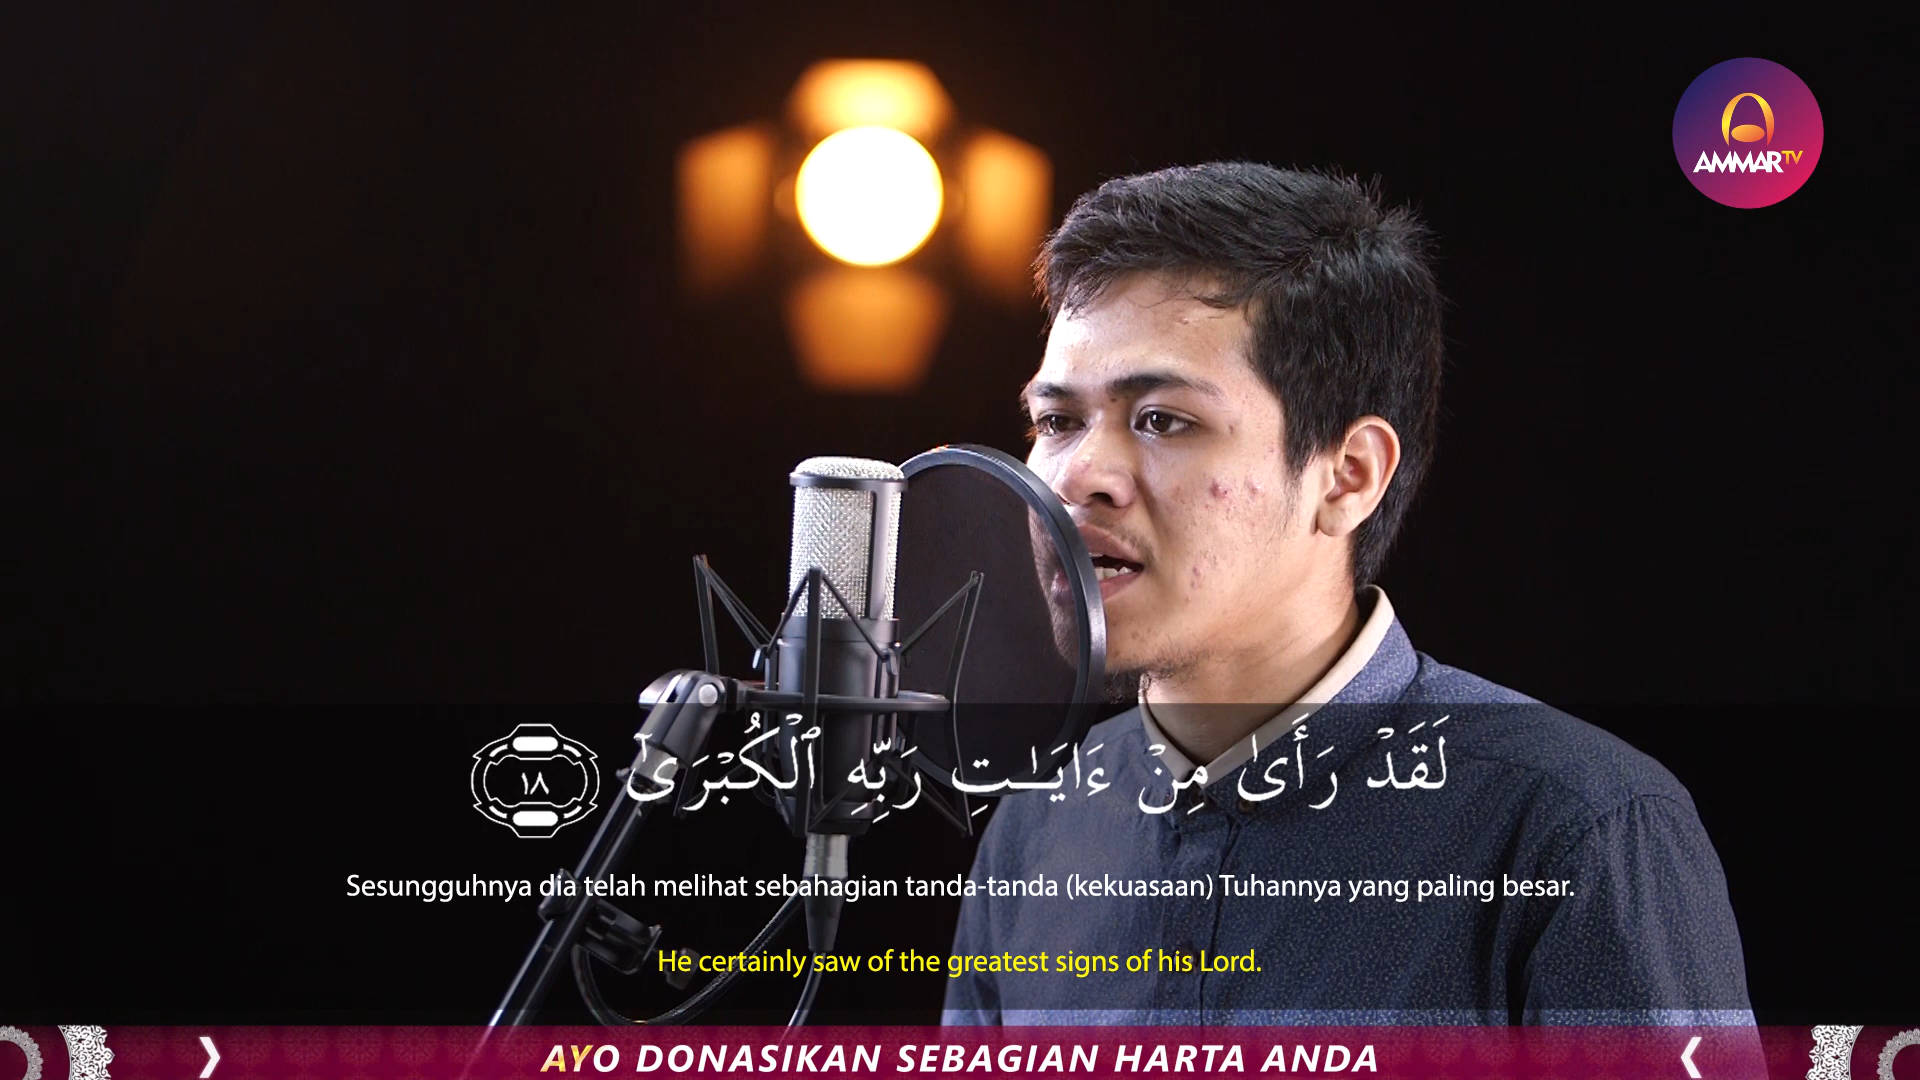 AMMAR TV
لَقَدْ رَأَىٰ مِنْ ءَايَـٰتِ رَبِّهِ ٱلْكُبْرَىٰٓ ١٨
Sesungguhnya dia telah melihat sebahagian tanda-tanda (kekuasaan) Tuhannya yang paling besar.
He certainly saw of the greatest signs of his Lord.
AYO DONASIKAN SEBAGIAN HARTA ANDA